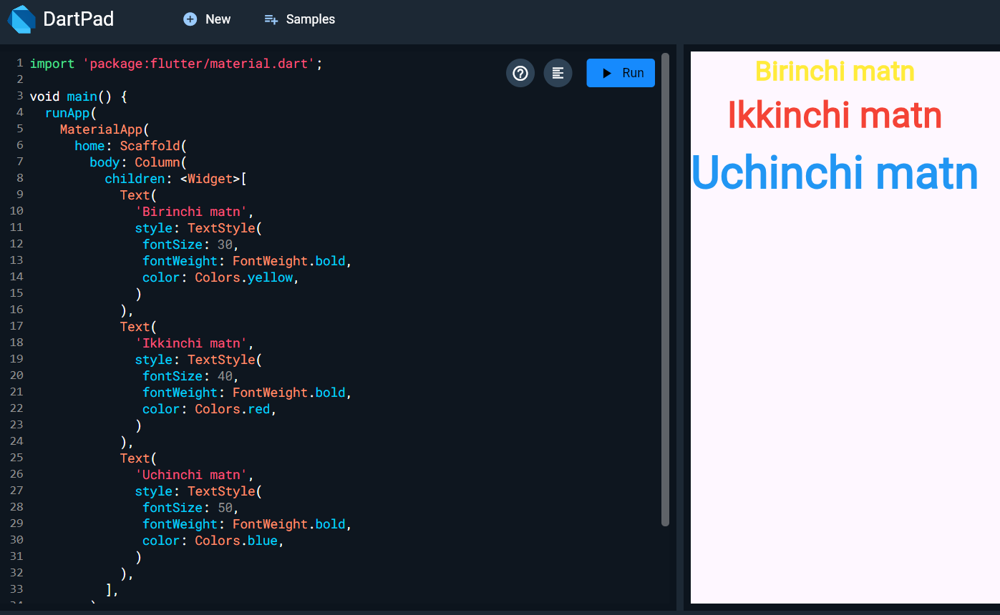 DartPad
New
Samples
Run
1 import 'package:flutter/material.dart';
2
3 void main() {
4 runApp(
5 MaterialApp(
6 home: Scaffold(
7 body: Column(
8 children: <Widget>[
9 Text(
10 'Birinchi matn',
11 style: TextStyle(
12 fontSize: 30,
13 fontWeight: FontWeight.bold,
14 color: Colors.yellow,
15 )
16 ),
17 Text(
18 'Ikkinchi matn',
19 style: TextStyle(
20 fontSize: 40,
21 fontWeight: FontWeight.bold,
22 color: Colors.red,
23 )
24 ),
25 Text(
26 'Uchinchi matn',
27 style: TextStyle(
28 fontSize: 50,
29 fontWeight: FontWeight.bold,
30 color: Colors.blue,
31 )
32 ),
33 ],
Birinchi matn
Ikkinchi matn
Uchinchi matn